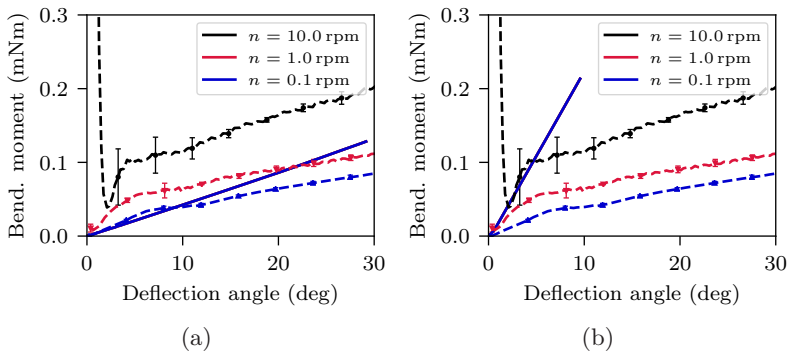 0.3
0.2
0.1
0.0
Bend. moment (mNm)
n = 10.0 rpm
n = 1.0 rpm
n = 0.1 rpm
0 10 20 30
Deflection angle (deg)
(a)
0.3
0.2
0.1
0.0
Bend. moment (mNm)
n = 10.0 rpm
n = 1.0 rpm
n = 0.1 rpm
0 10 20 30
Deflection angle (deg)
(b)